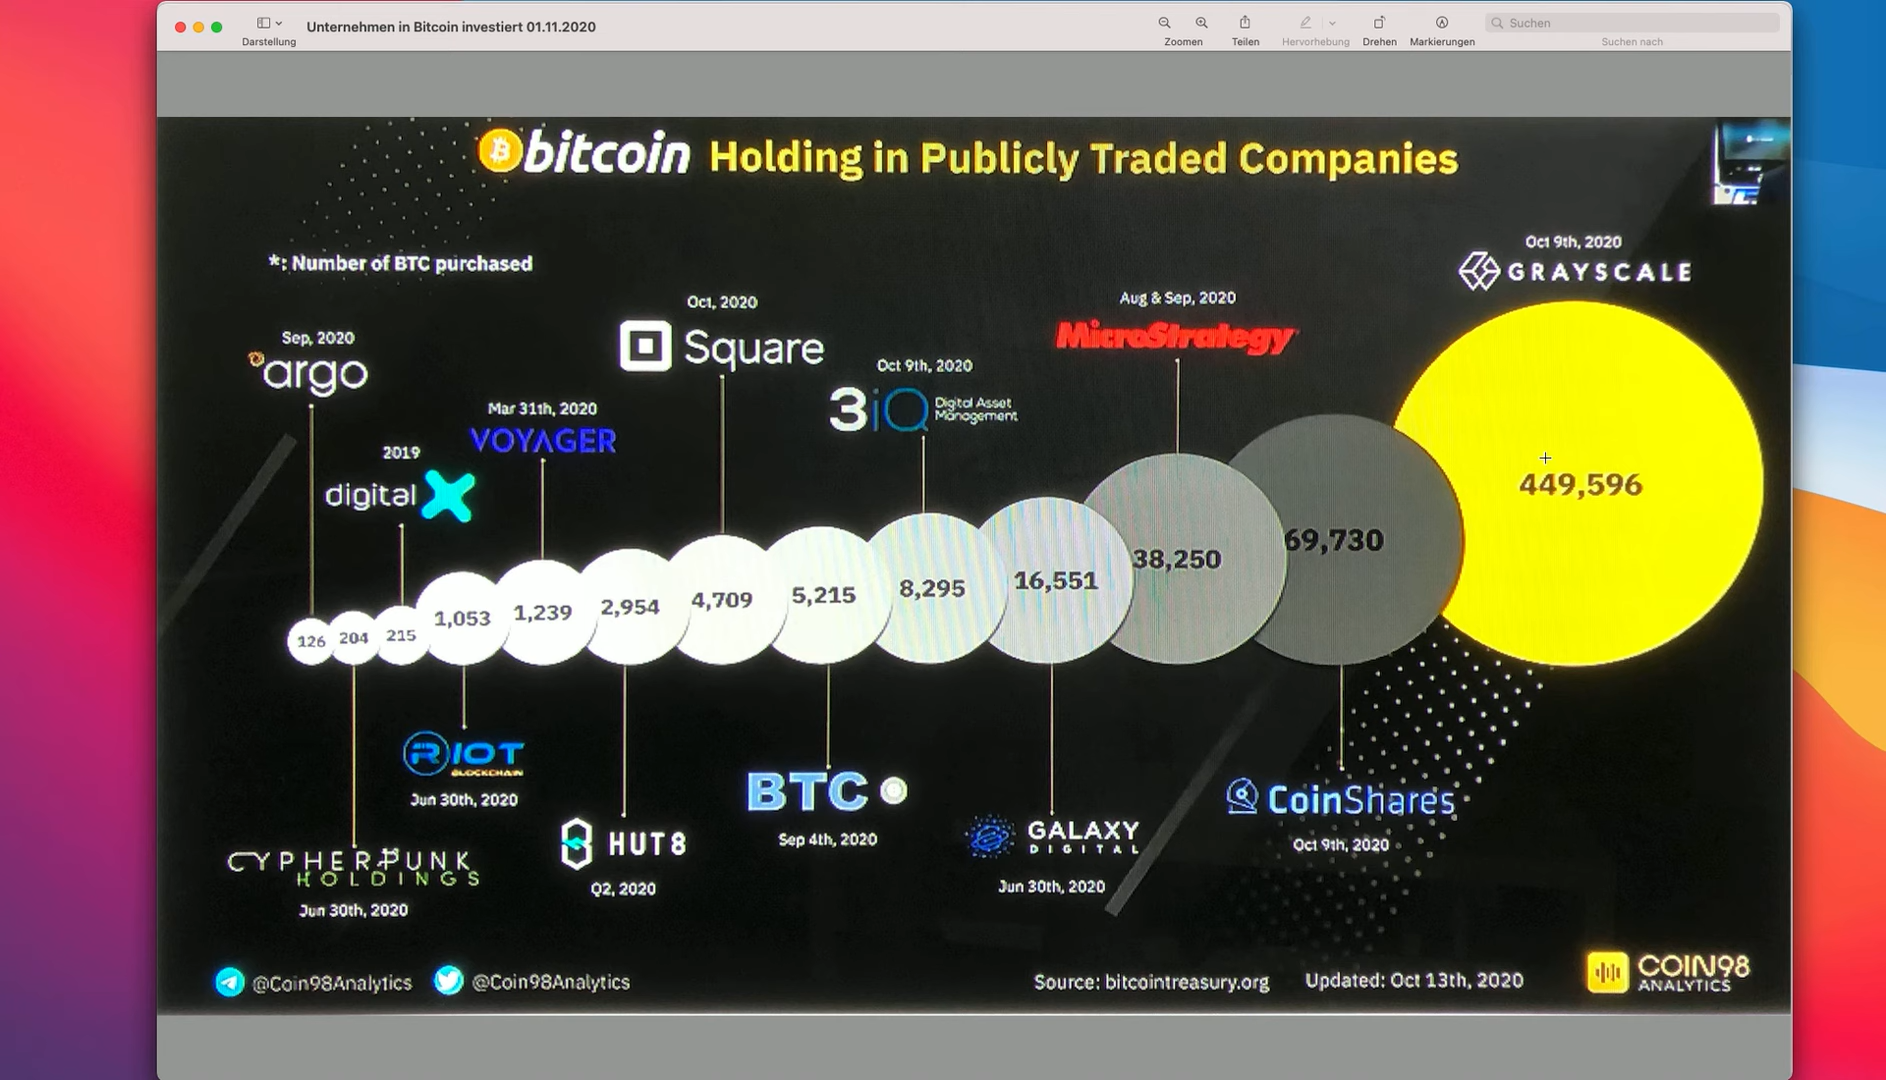 Unternehmen in Bitcoin investiert 01.11.2020
Darstellung
Zoomen
Teilen
Hervorhebung
Drehen
Markierungen
Suchen
Suchen nach
bitcoin Holding in Publicly Traded Companies
*: Number of BTC purchased
Sep, 2020
argo
2019
digital X
Mar 31th, 2020
VOYAGER
Oct, 2020
Square
Oct 9th, 2020
3iQ Digital Asset
Management
Aug & Sep, 2020
MicroStrategy
Oct 9th, 2020
GRAYSCALE
126
204
215
1,053
1,239
2,954
4,709
5,215
8,295
16,551
38,250
69,730
449,596
CYPHERPUNK
HOLDINGS
Jun 30th, 2020
RIOT
BLOCKCHAIN
Jun 30th, 2020
HUT8
Q2, 2020
BTC
Sep 4th, 2020
GALAXY
DIGITAL
Jun 30th, 2020
CoinShares
Oct 9th, 2020
@Coin98Analytics
@Coin98Analytics
Source: bitcointreasury.org
Updated: Oct 13th, 2020
COIN98
ANALYTICS